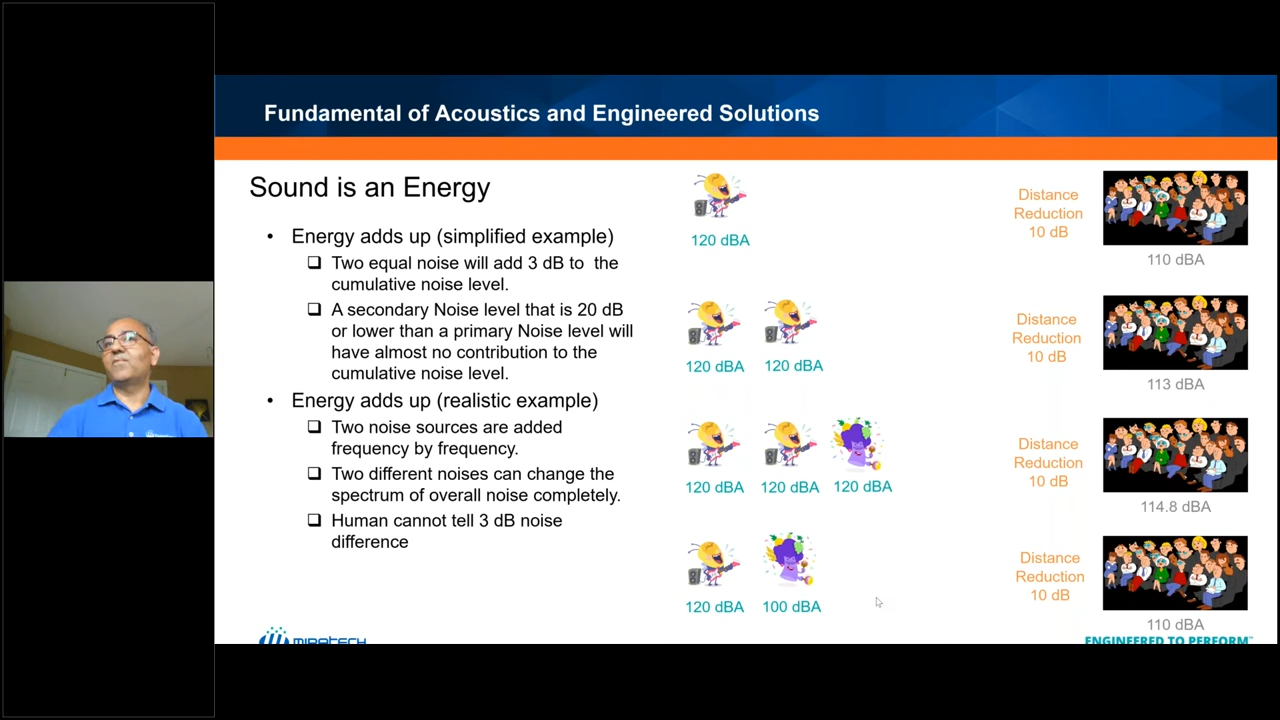 Fundamental of Acoustics and Engineered Solutions
Sound is an Energy
• Energy adds up (simplified example)
❑ Two equal noise will add 3 dB to the
cumulative noise level.
❑ A secondary Noise level that is 20 dB
or lower than a primary Noise level will
have almost no contribution to the
cumulative noise level.
• Energy adds up (realistic example)
❑ Two noise sources are added
frequency by frequency.
❑ Two different noises can change the
spectrum of overall noise completely.
❑ Human cannot tell 3 dB noise
difference
120 dBA
Distance
Reduction
10 dB
110 dBA
120 dBA 120 dBA
Distance
Reduction
10 dB
113 dBA
120 dBA 120 dBA 120 dBA
Distance
Reduction
10 dB
114.8 dBA
120 dBA 100 dBA
Distance
Reduction
10 dB
110 dBA
MIRATECH
ENGINEERED TO PERFORM™